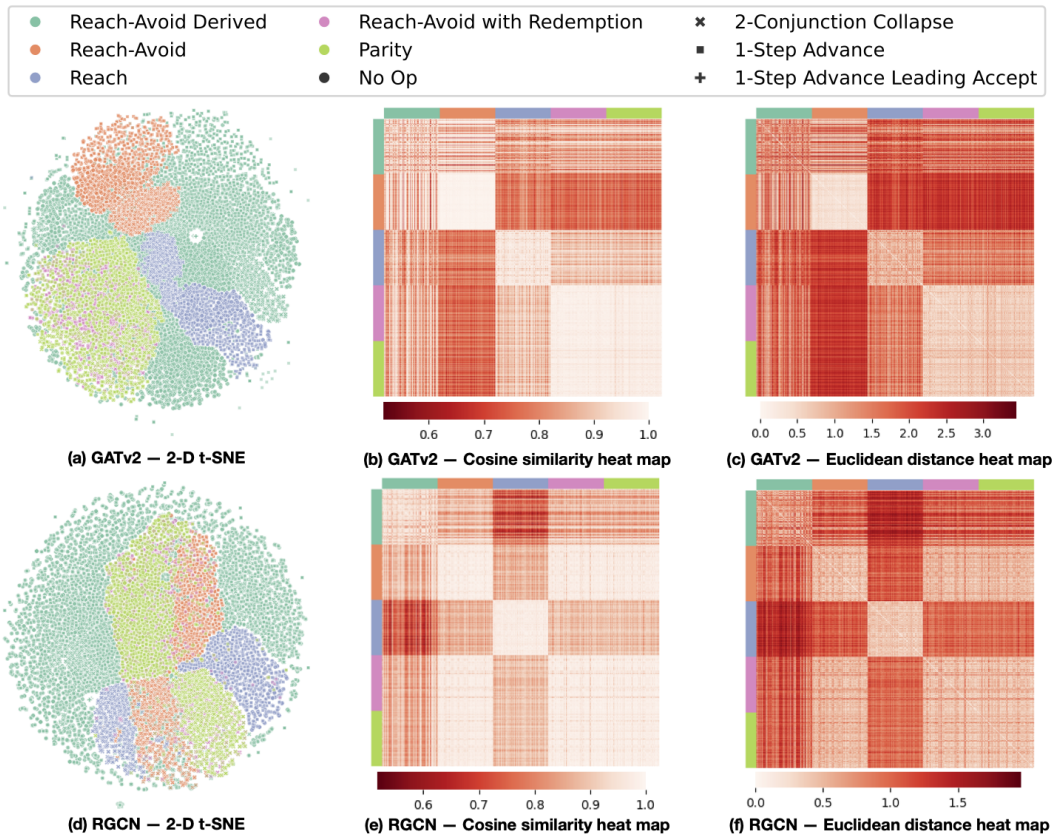 Reach-Avoid Derived
Reach-Avoid
Reach
Reach-Avoid with Redemption
Parity
No Op
2-Conjunction Collapse
1-Step Advance
1-Step Advance Leading Accept
0.6 0.7 0.8 0.9 1.0
0.0 0.5 1.0 1.5 2.0 2.5 3.0
(a) GATv2 — 2-D t-SNE
(b) GATv2 — Cosine similarity heat map
(c) GATv2 — Euclidean distance heat map
0.6 0.7 0.8 0.9 1.0
0.0 0.5 1.0 1.5
(d) RGCN — 2-D t-SNE
(e) RGCN — Cosine similarity heat map
(f) RGCN — Euclidean distance heat map